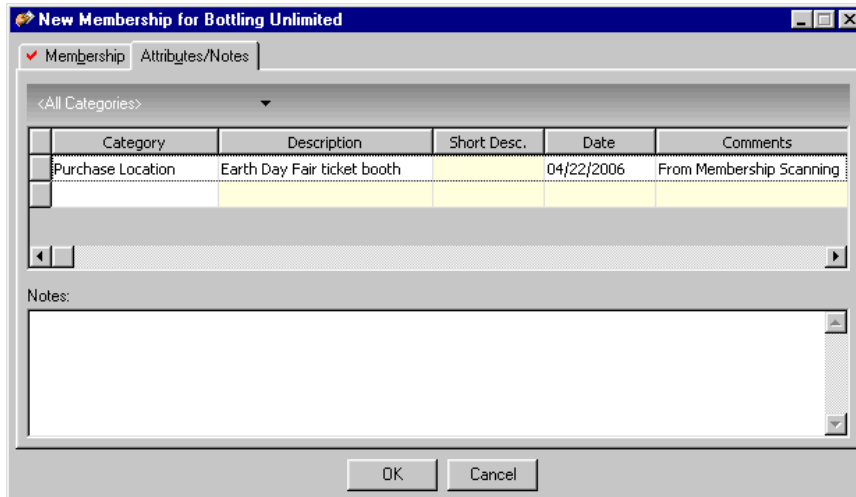 New Membership for Bottling Unlimited
Membership Attributes/Notes
<All Categories>
Category Description Short Desc. Date Comments
Purchase Location Earth Day Fair ticket booth 04/22/2006 From Membership Scanning
Notes:
OK Cancel